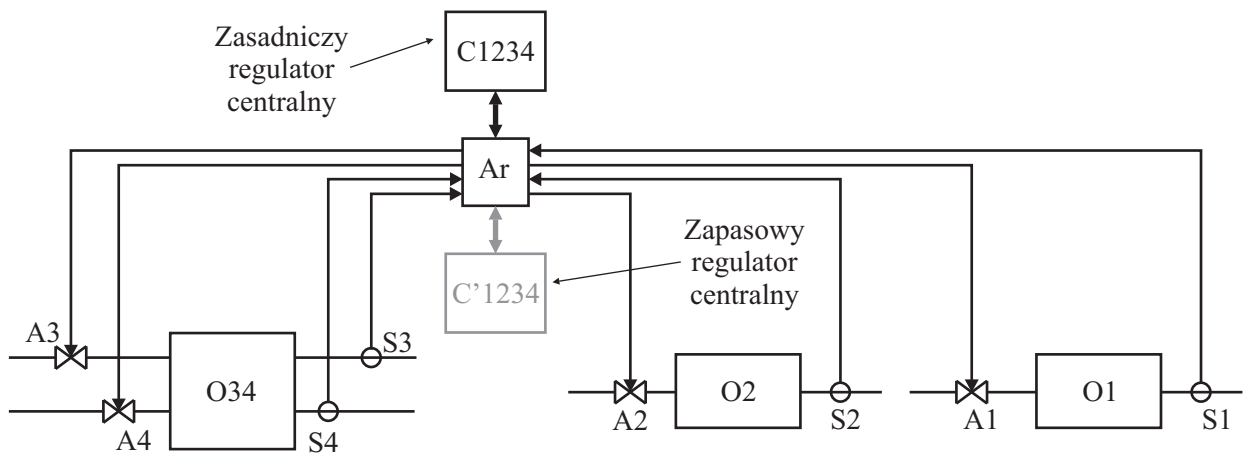 Zasadniczy
regulator
centralny
C1234
Ar
Zapasowy
regulator
centralny
C’1234
A3
S3
O34
A4
S4
O2
A2
S2
O1
A1
S1